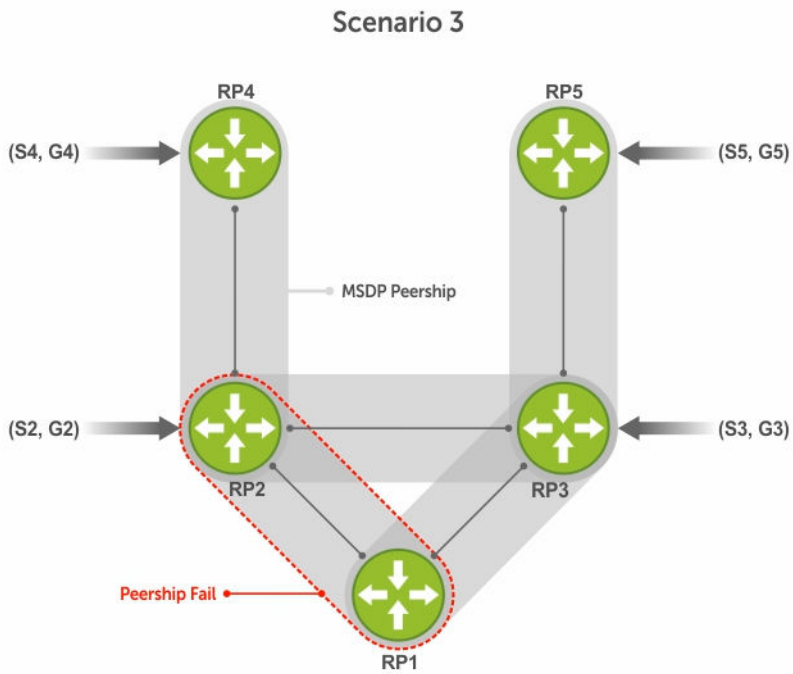 Scenario 3
RP4
RP5
(S4, G4)
(S5, G5)
MSDP Peership
(S2, G2)
(S3, G3)
RP2
RP3
Peership Fail
RP1